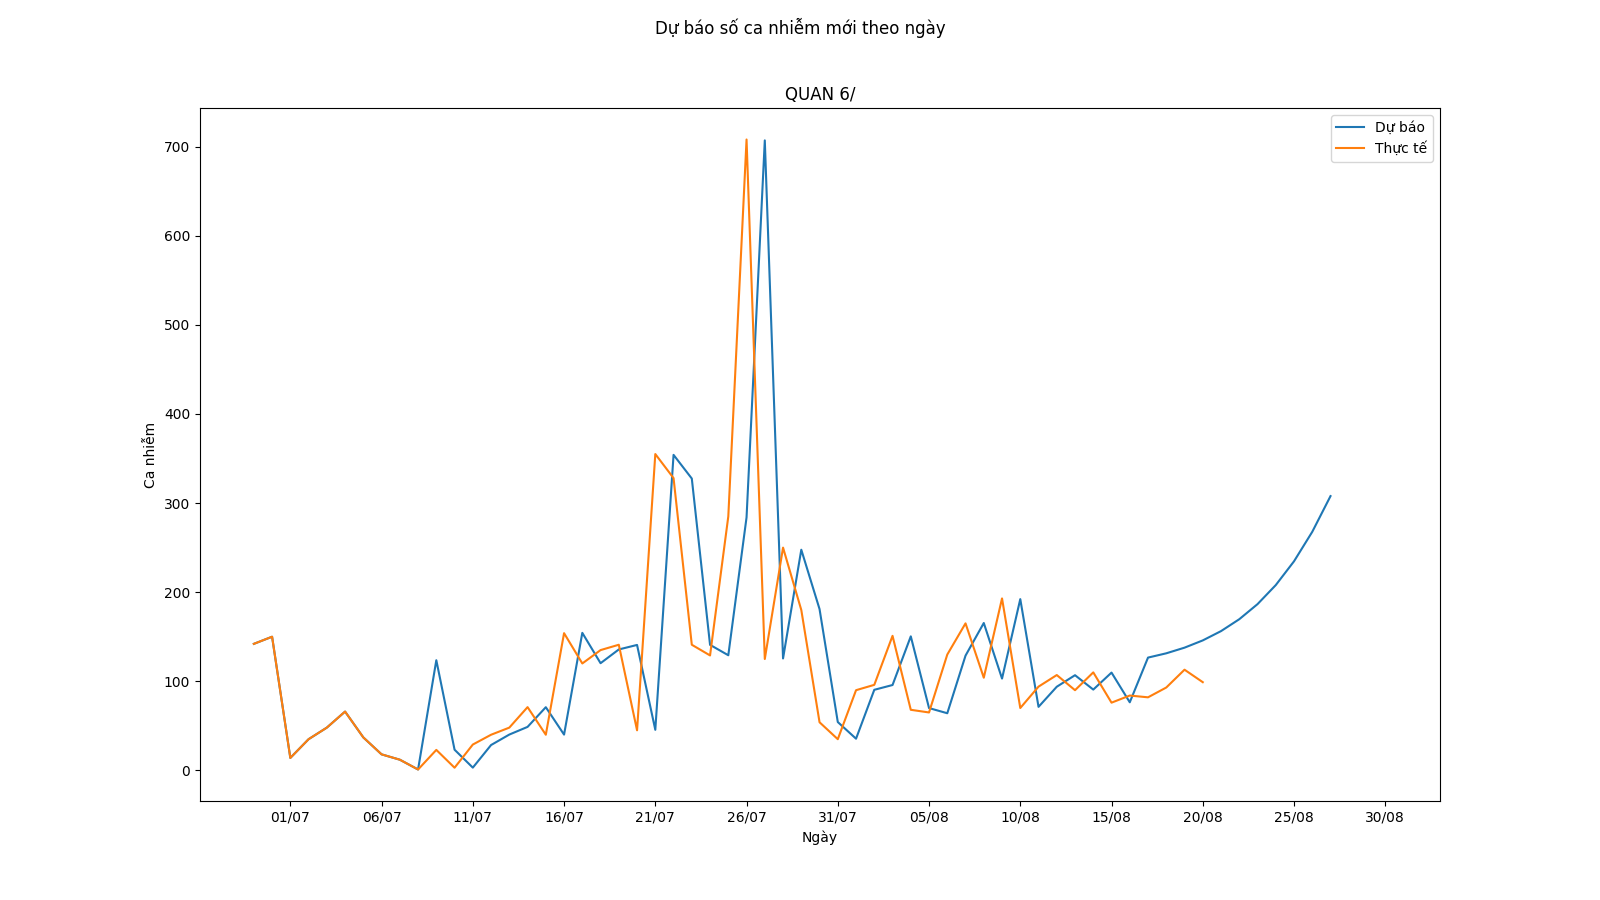 Dự báo số ca nhiễm mới theo ngày
QUAN 6/
Dự báo
Thực tế
700
600
500
400
300
200
100
0
Ca nhiễm
01/07 06/07 11/07 16/07 21/07 26/07 31/07 05/08 10/08 15/08 20/08 25/08 30/08
Ngày